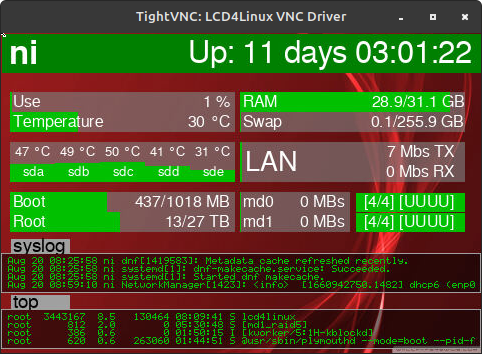 TightVNC: LCD4Linux VNC Driver
ni Up: 11 days 03:01:22
Use 1 % RAM 28.9/31.1 GB
Temperature 30 °C Swap 0.1/255.9 GB
47 °C 49 °C 50 °C 41 °C 31 °C LAN 7 Mbs TX
sda sdb sdc sdd sde 0 Mbs RX
Boot 437/1018 MB md0 0 MBs [4/4] [UUUU]
Root 13/27 TB md1 0 MBs [4/4] [UUUU]
syslog
Aug 20 08:25:58 ni dnf[1419583]: Metadata cache refreshed recently.
Aug 20 08:25:58 ni systemd[1]: dnf-makecache.service: Succeeded.
Aug 20 08:25:58 ni systemd[1]: Started dnf makecache.
Aug 20 08:59:10 ni NetworkManager[1423]: <info> [1660942750.1482] dhcp6 (enp0
top
root 3443167 8.5 130464 08:09:41 S lcd4linux
root 812 2.0 0 05:30:48 S [md1_raid5]
root 386 0.6 0 01:50:15 I [kworker/5:1H-kblockd]
root 620 0.6 263060 01:44:51 S @usr/sbin/plymouthd --mode=boot --pid-f